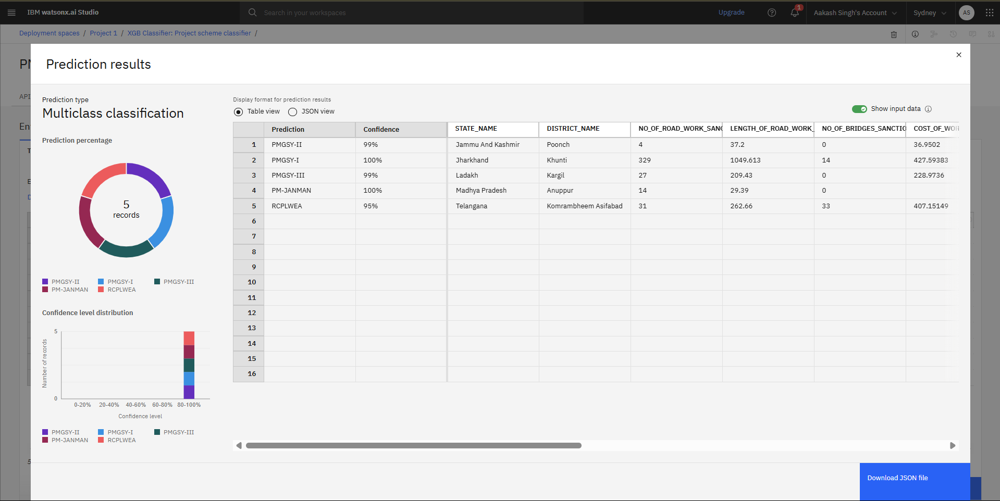 IBM watsonx.ai Studio
Search in your workspaces
Upgrade
1
Aakash Singh's Account
Sydney
AS
Deployment spaces / Project 1 / XGB Classifier: Project scheme classifier /
Prediction results
API
Prediction type
Multiclass classification
Prediction percentage
5
records
PMGSY-II PMGSY-I PMGSY-III
PM-JANMAN RCPLWEA
Confidence level distribution
Number of records
5
0
0-20% 20-40% 40-60% 60-80% 80-100%
Confidence level
PMGSY-II PMGSY-I PMGSY-III
PM-JANMAN RCPLWEA
Display format for prediction results
Table view JSON view
Show input data
Prediction Confidence STATE_NAME DISTRICT_NAME NO_OF_ROAD_WORK_SANC LENGTH_OF_ROAD_WORK_ NO_OF_BRIDGES_SANCTIO COST_OF_WOR
1 PMGSY-II 99% Jammu And Kashmir Poonch 4 37.2 0 36.9502
2 PMGSY-I 100% Jharkhand Khunti 329 1049.613 14 427.59383
3 PMGSY-III 99% Ladakh Kargil 27 209.43 0 228.9736
4 PM-JANMAN 100% Madhya Pradesh Anuppur 14 29.39 0
5 RCPLWEA 95% Telangana Komrambheem Asifabad 31 262.66 33 407.15149
6
7
8
9
10
11
12
13
14
15
16
Download JSON file